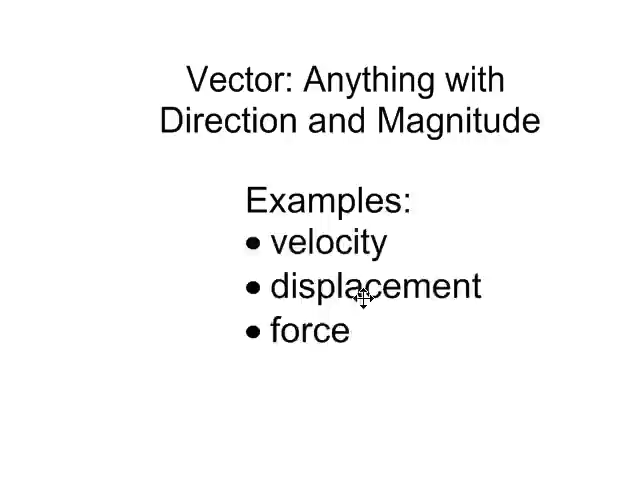 Vector: Anything with
Direction and Magnitude
Examples:
• velocity
• displacement
• force